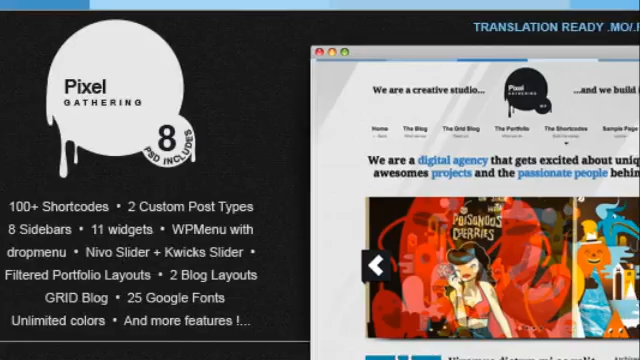 TRANSLATION READY .MO/.
Pixel
GATHERING
8
PSD INCLUDES
100+ Shortcodes • 2 Custom Post Types
8 Sidebars • 11 widgets • WPMenu with
dropmenu • Nivo Slider + Kwicks Slider •
Filtered Portfolio Layouts • 2 Blog Layouts
GRID Blog • 25 Google Fonts
Unlimited colors • And more features !...
We are a creative studio...
Pixel
GATHERING
...and we build
Home The Blog The Grid Blog The Portfolio The Shortcodes Sample Page
We are a digital agency that gets excited about uniq
awesomes projects and the passionate people behin
POISONOUS
CHERRIES